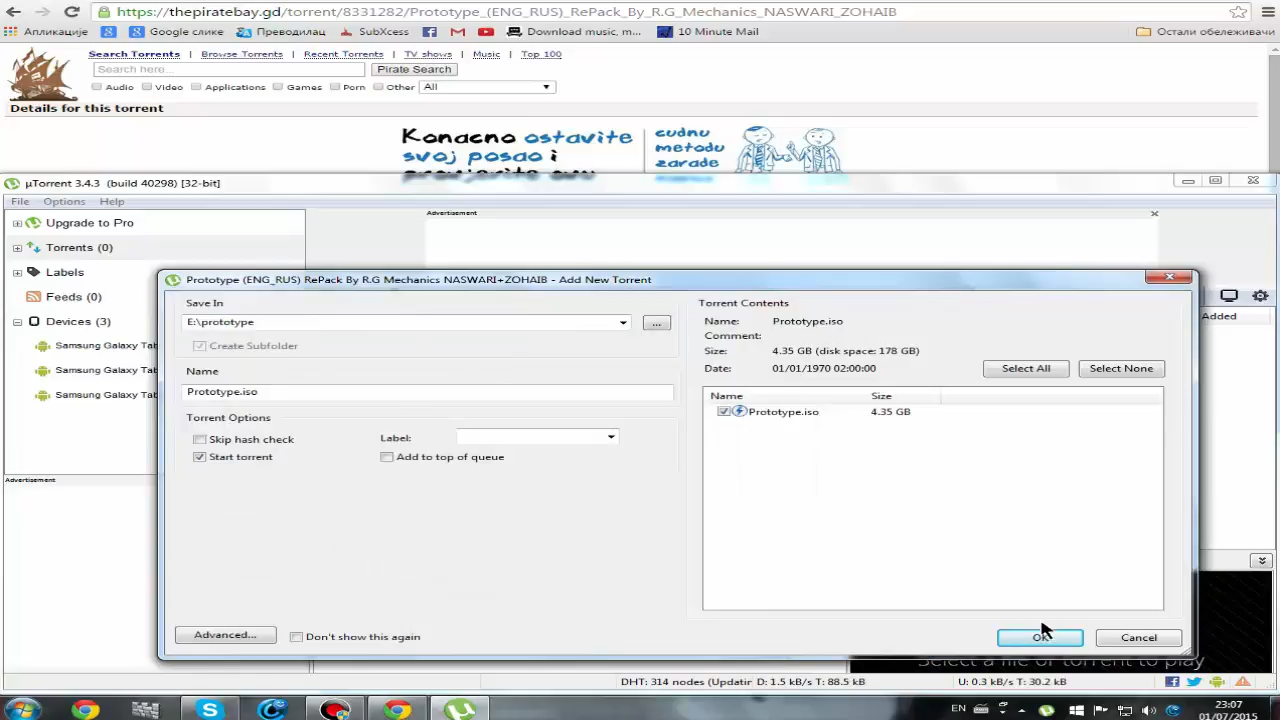 https://thepiratebay.gd/torrent/8331282/Prototype_(ENG_RUS)_RePack_By_R.G_Mechanics_NASWARI_ZOHAIB
Апликације
Google слике
Преводилац
SubXcess
Download music, m...
10 Minute Mail
Остали обележивачи
Search Torrents | Browse Torrents | Recent Torrents | TV shows | Music | Top 100
Search here...
Pirate Search
Audio Video Applications Games Porn Other All
Details for this torrent
Konačno ostavite
svoj posao i
čudnu
metodu
zarade
µTorrent 3.4.3 (build 40298) [32-bit]
File Options Help
Advertisement
Upgrade to Pro
Torrents (0)
Labels
Feeds (0)
Devices (3)
Samsung Galaxy Tab
Samsung Galaxy Tab
Samsung Galaxy Tab
Advertisement
Added
Prototype (ENG_RUS) RePack By R.G Mechanics NASWARI+ZOHAIB - Add New Torrent
Save In
E:\prototype
...
Create Subfolder
Name
Prototype.iso
Torrent Options
Skip hash check
Label:
Start torrent
Add to top of queue
Advanced...
Don't show this again
Torrent Contents
Name: Prototype.iso
Comment:
Size: 4.35 GB (disk space: 178 GB)
Date: 01/01/1970 02:00:00
Select All
Select None
Name Size
Prototype.iso 4.35 GB
OK
Cancel
Select a file or torrent to play
DHT: 314 nodes (Updatin D: 1.5 kB/s T: 88.5 kB
U: 0.3 kB/s T: 30.2 kB
EN
23:07
01/07/2015